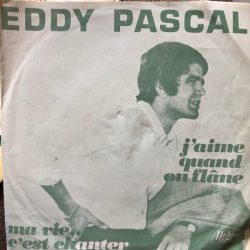 EDDY PASCAL
j'aime
quand
on flâne
ma vie..
c'est chanter